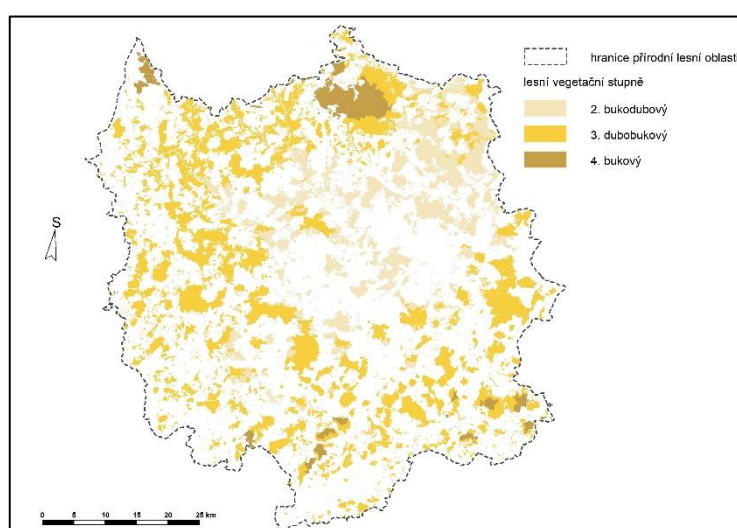 hranice přírodní lesní oblasti
lesní vegetační stupně
2. bukodubový
3. dubobukový
4. bukový
S
0 5 10 15 20 25 km